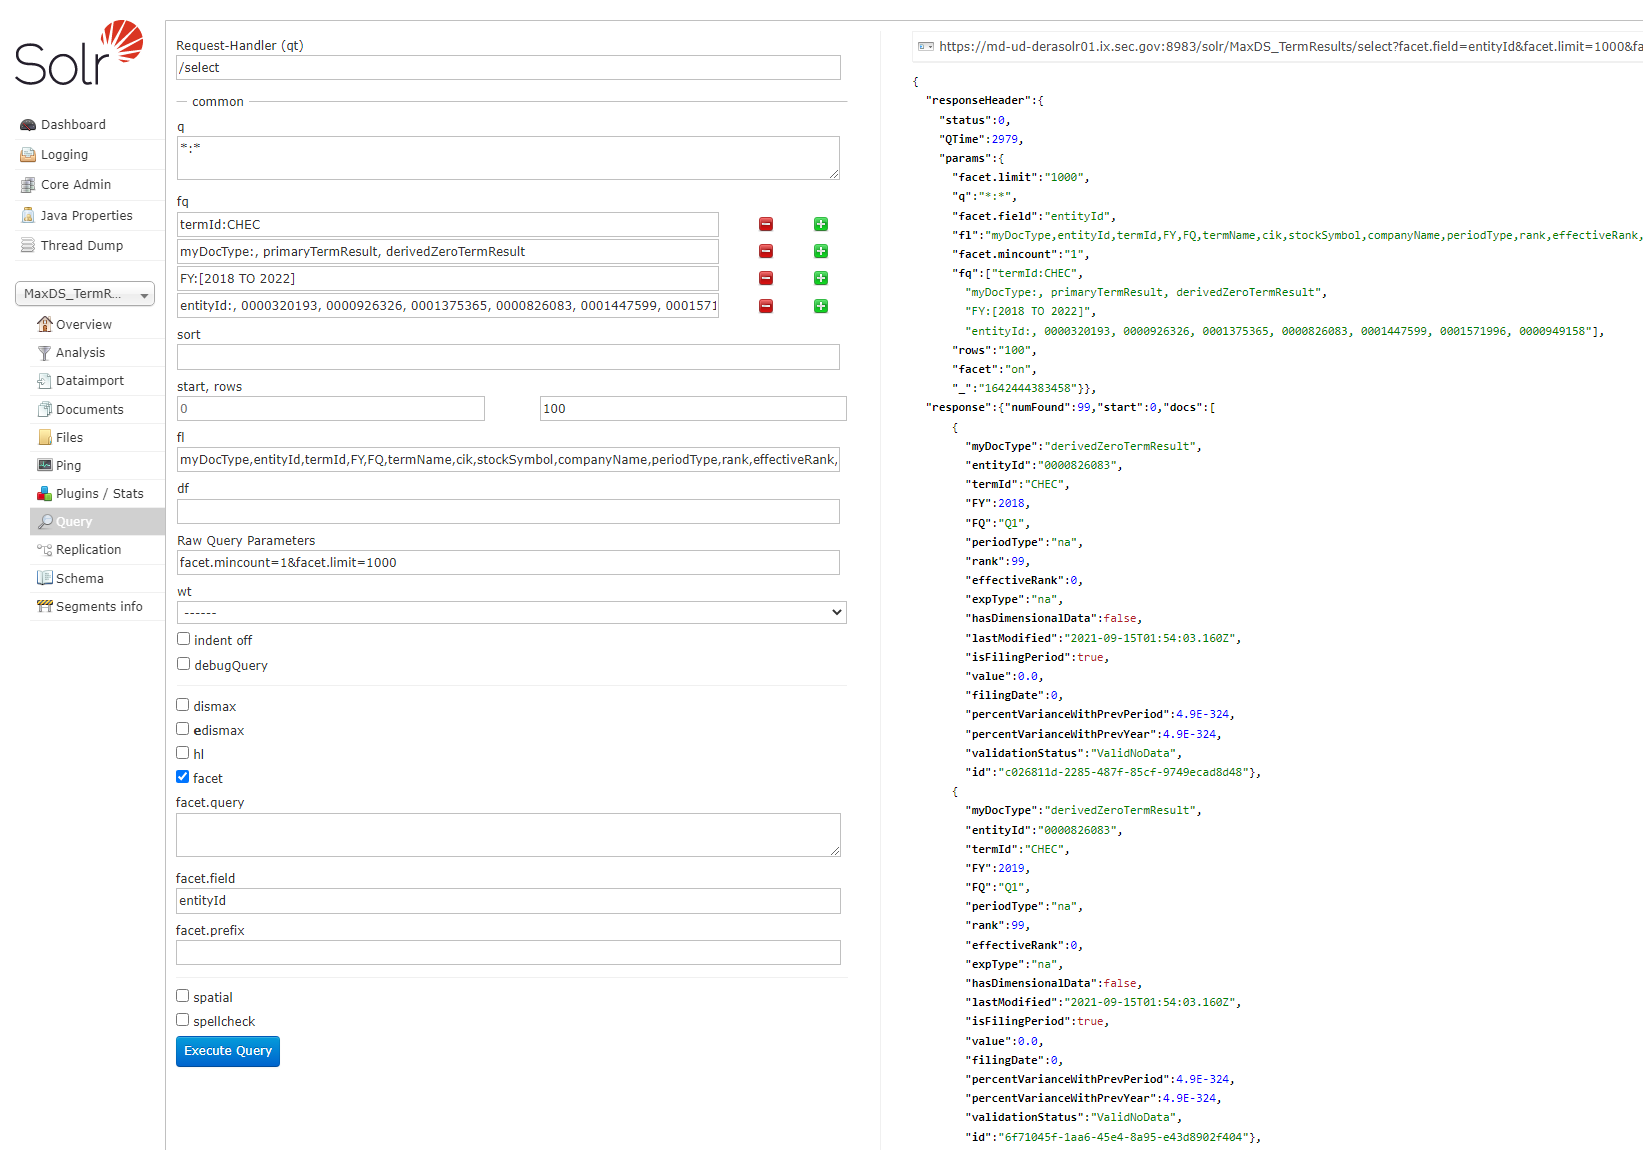 Solr
Dashboard
Logging
Core Admin
Java Properties
Thread Dump
MaxDS_TermR...
Overview
Analysis
Dataimport
Documents
Files
Ping
Plugins / Stats
Query
Replication
Schema
Segments info
Request-Handler (qt)
/select
common
q
*:*
fq
termId:CHEC
myDocType:, primaryTermResult, derivedZeroTermResult
FY:[2018 TO 2022]
entityId:, 0000320193, 0000926326, 0001375365, 0000826083, 0001447599, 0001571
sort
start, rows
0
100
fl
myDocType,entityId,termId,FY,FQ,termName,cik,stockSymbol,companyName,periodType,rank,effectiveRank,
df
Raw Query Parameters
facet.mincount=1&facet.limit=1000
wt
------
indent off
debugQuery
dismax
edismax
hl
facet
facet.query
facet.field
entityId
facet.prefix
spatial
spellcheck
Execute Query
https://md-ud-derasolr01.ix.sec.gov:8983/solr/MaxDS_TermResults/select?facet.field=entityId&facet.limit=1000&fa
{
"responseHeader":{
"status":0,
"QTime":2979,
"params":{
"facet.limit":"1000",
"q":"*:*",
"facet.field":"entityId",
"fl":"myDocType,entityId,termId,FY,FQ,termName,cik,stockSymbol,companyName,periodType,rank,effectiveRank,
"facet.mincount":"1",
"fq":["termId:CHEC",
"myDocType:, primaryTermResult, derivedZeroTermResult",
"FY:[2018 TO 2022]",
"entityId:, 0000320193, 0000926326, 0001375365, 0000826083, 0001447599, 0001571996, 0000949158"],
"rows":"100",
"facet":"on",
"_":"1642444383458"}},
"response":{"numFound":99,"start":0,"docs":[
{
"myDocType":"derivedZeroTermResult",
"entityId":"0000826083",
"termId":"CHEC",
"FY":2018,
"FQ":"Q1",
"periodType":"na",
"rank":99,
"effectiveRank":0,
"expType":"na",
"hasDimensionalData":false,
"lastModified":"2021-09-15T01:54:03.160Z",
"isFilingPeriod":true,
"value":0.0,
"filingDate":0,
"percentVarianceWithPrevPeriod":4.9E-324,
"percentVarianceWithPrevYear":4.9E-324,
"validationStatus":"ValidNoData",
"id":"c026811d-2285-487f-85cf-9749ecad8d48"},
{
"myDocType":"derivedZeroTermResult",
"entityId":"0000826083",
"termId":"CHEC",
"FY":2019,
"FQ":"Q1",
"periodType":"na",
"rank":99,
"effectiveRank":0,
"expType":"na",
"hasDimensionalData":false,
"lastModified":"2021-09-15T01:54:03.160Z",
"isFilingPeriod":true,
"value":0.0,
"filingDate":0,
"percentVarianceWithPrevPeriod":4.9E-324,
"percentVarianceWithPrevYear":4.9E-324,
"validationStatus":"ValidNoData",
"id":"6f71045f-1aa6-45e4-8a95-e43d8902f404"},